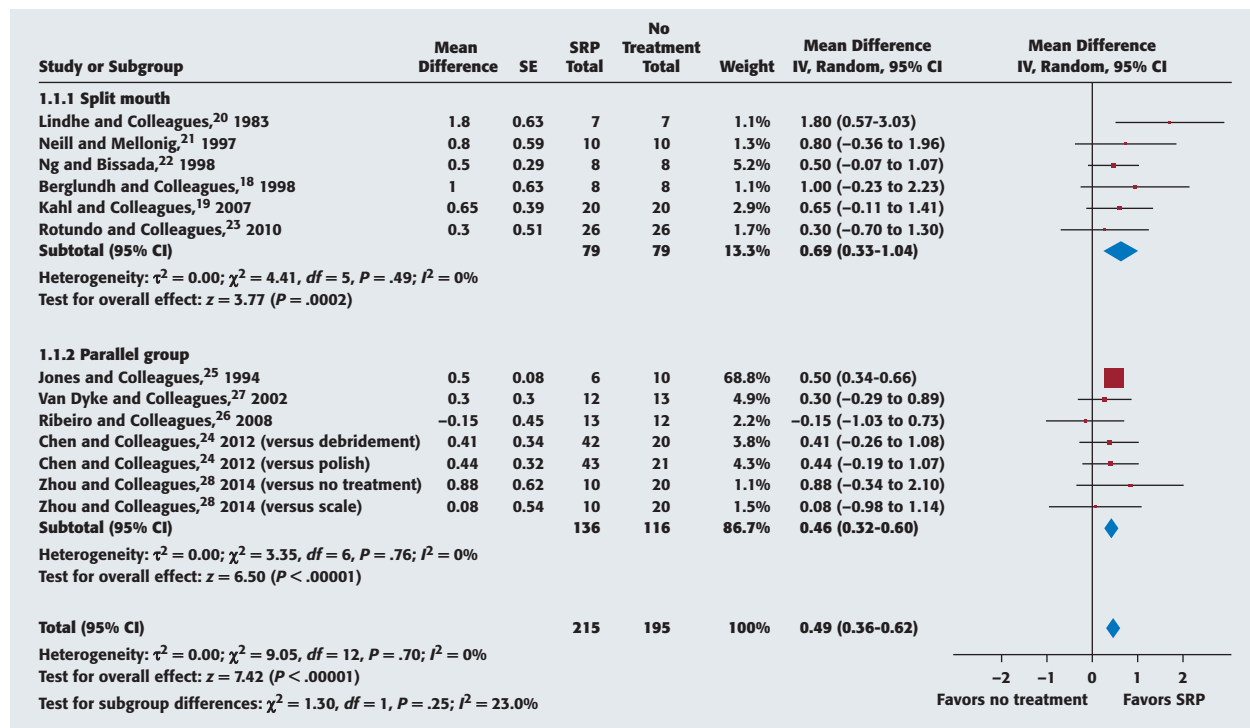 Study or Subgroup Mean Difference SE SRP Total No Treatment Total Weight Mean Difference IV, Random, 95% CI Mean Difference IV, Random, 95% CI
1.1.1 Split mouth
Lindhe and Colleagues,20 1983 1.8 0.63 7 7 1.1% 1.80 (0.57-3.03)
Neill and Mellonig,21 1997 0.8 0.59 10 10 1.3% 0.80 (−0.36 to 1.96)
Ng and Bissada,22 1998 0.5 0.29 8 8 5.2% 0.50 (−0.07 to 1.07)
Berglundh and Colleagues,18 1998 1 0.63 8 8 1.1% 1.00 (−0.23 to 2.23)
Kahl and Colleagues,19 2007 0.65 0.39 20 20 2.9% 0.65 (−0.11 to 1.41)
Rotundo and Colleagues,23 2010 0.3 0.51 26 26 1.7% 0.30 (−0.70 to 1.30)
Subtotal (95% CI) 79 79 13.3% 0.69 (0.33-1.04)
Heterogeneity: τ2 = 0.00; χ2 = 4.41, df = 5, P = .49; I2 = 0%
Test for overall effect: z = 3.77 (P = .0002)
1.1.2 Parallel group
Jones and Colleagues,25 1994 0.5 0.08 6 10 68.8% 0.50 (0.34-0.66)
Van Dyke and Colleagues,27 2002 0.3 0.3 12 13 4.9% 0.30 (−0.29 to 0.89)
Ribeiro and Colleagues,26 2008 −0.15 0.45 13 12 2.2% −0.15 (−1.03 to 0.73)
Chen and Colleagues,24 2012 (versus debridement) 0.41 0.34 42 20 3.8% 0.41 (−0.26 to 1.08)
Chen and Colleagues,24 2012 (versus polish) 0.44 0.32 43 21 4.3% 0.44 (−0.19 to 1.07)
Zhou and Colleagues,28 2014 (versus no treatment) 0.88 0.62 10 20 1.1% 0.88 (−0.34 to 2.10)
Zhou and Colleagues,28 2014 (versus scale) 0.08 0.54 10 20 1.5% 0.08 (−0.98 to 1.14)
Subtotal (95% CI) 136 116 86.7% 0.46 (0.32-0.60)
Heterogeneity: τ2 = 0.00; χ2 = 3.35, df = 6, P = .76; I2 = 0%
Test for overall effect: z = 6.50 (P < .00001)
Total (95% CI) 215 195 100% 0.49 (0.36-0.62)
Heterogeneity: τ2 = 0.00; χ2 = 9.05, df = 12, P = .70; I2 = 0%
Test for overall effect: z = 7.42 (P < .00001)
Test for subgroup differences: χ2 = 1.30, df = 1, P = .25; I2 = 23.0%
−2 −1 0 1 2
Favors no treatment Favors SRP